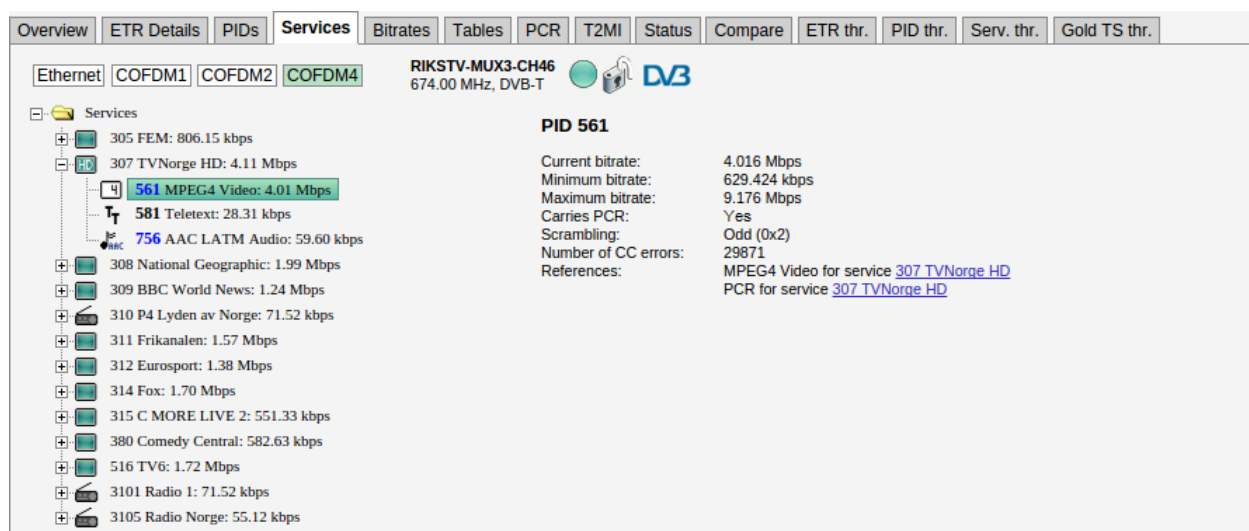 Overview ETR Details PIDs Services Bitrates Tables PCR T2MI Status Compare ETR thr. PID thr. Serv. thr. Gold TS thr.
Ethernet COFDM1 COFDM2 COFDM4
RIKSTV-MUX3-CH46
674.00 MHz, DVB-T
DVB
Services
305 FEM: 806.15 kbps
307 TVNorge HD: 4.11 Mbps
561 MPEG4 Video: 4.01 Mbps
581 Teletext: 28.31 kbps
756 AAC LATM Audio: 59.60 kbps
308 National Geographic: 1.99 Mbps
309 BBC World News: 1.24 Mbps
310 P4 Lyden av Norge: 71.52 kbps
311 Frikanalen: 1.57 Mbps
312 Eurosport: 1.38 Mbps
314 Fox: 1.70 Mbps
315 C MORE LIVE 2: 551.33 kbps
380 Comedy Central: 582.63 kbps
516 TV6: 1.72 Mbps
3101 Radio 1: 71.52 kbps
3105 Radio Norge: 55.12 kbps
PID 561
Current bitrate: 4.016 Mbps
Minimum bitrate: 629.424 kbps
Maximum bitrate: 9.176 Mbps
Carries PCR: Yes
Scrambling: Odd (0x2)
Number of CC errors: 29871
References: MPEG4 Video for service 307 TVNorge HD
PCR for service 307 TVNorge HD